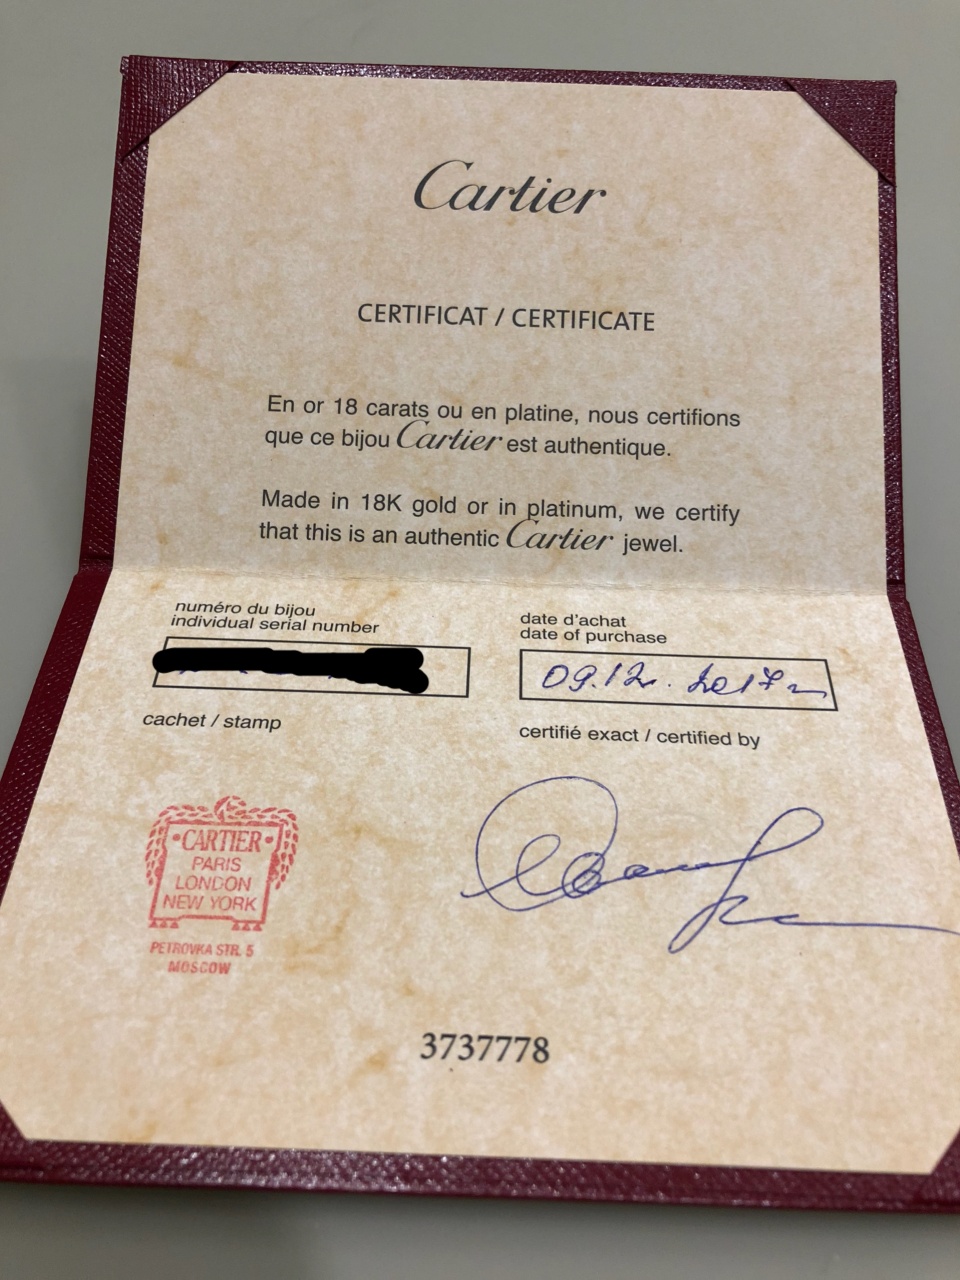 Cartier
CERTIFICAT / CERTIFICATE
En or 18 carats ou en platine, nous certifions
que ce bijou Cartier est authentique.
Made in 18K gold or in platinum, we certify
that this is an authentic Cartier jewel.
numéro du bijou
individual serial number
date d'achat
date of purchase
09.12. 2017г
cachet / stamp
certifié exact / certified by
CARTIER
PARIS
LONDON
NEW YORK
PETROVKA STR. 5
MOSCOW
3737778